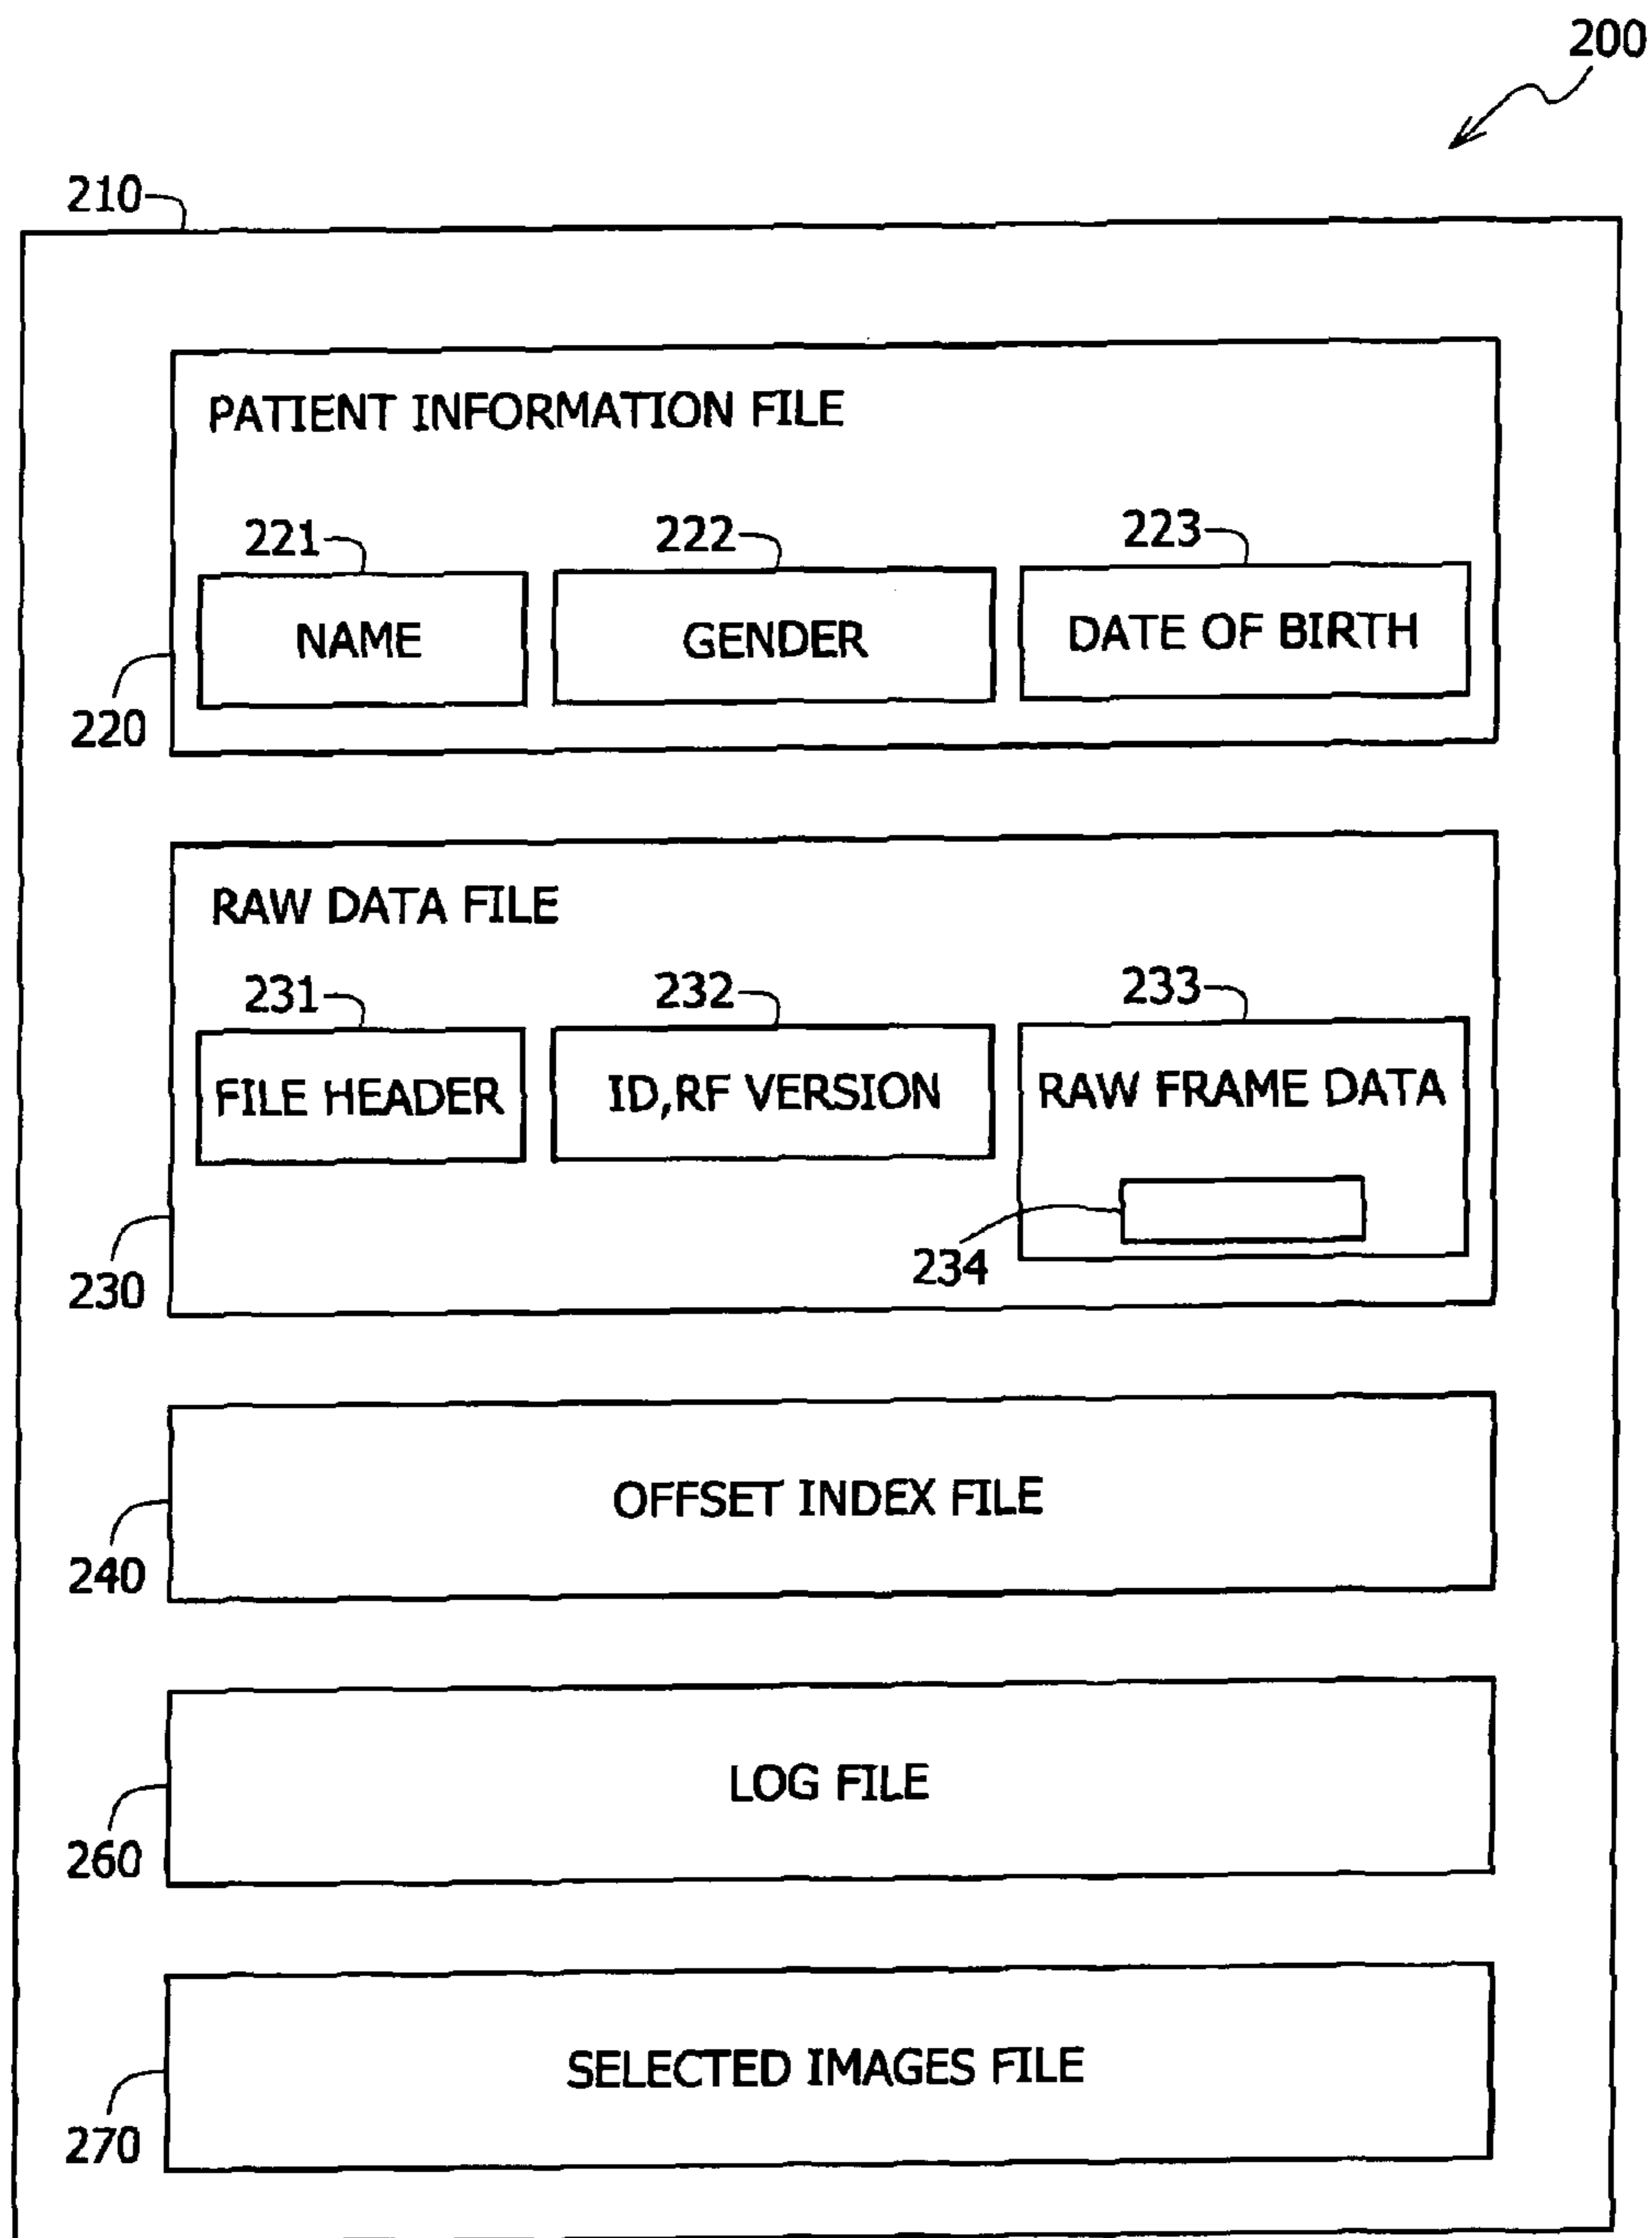 200
210
PATIENT INFORMATION FILE
221 222 223
NAME GENDER DATE OF BIRTH
220
RAW DATA FILE
231 232 233
FILE HEADER ID,RF VERSION RAW FRAME DATA
234
230
OFFSET INDEX FILE
240
LOG FILE
260
SELECTED IMAGES FILE
270